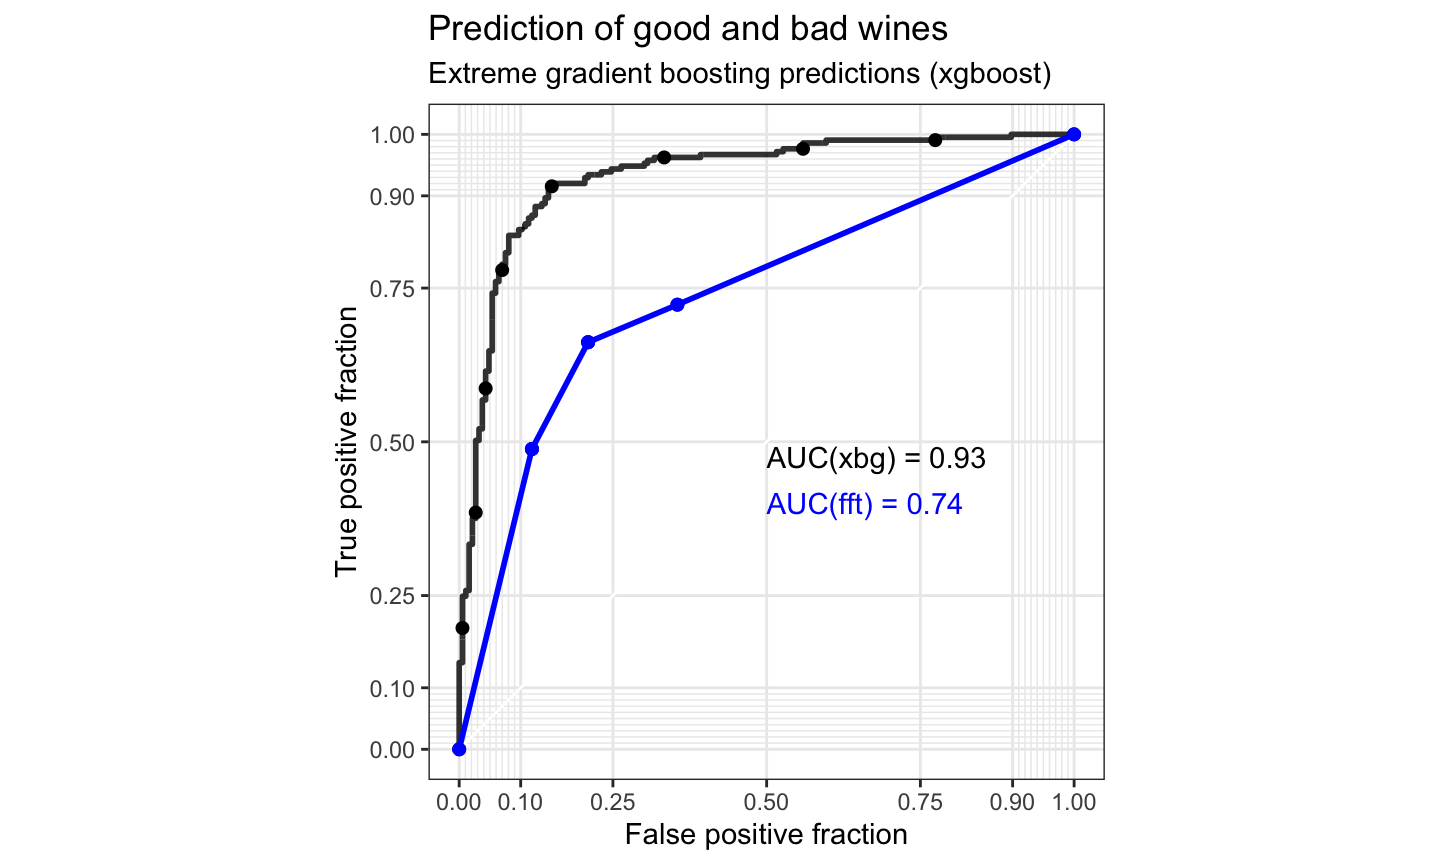 Prediction of good and bad wines
Extreme gradient boosting predictions (xgboost)
True positive fraction
1.00
0.90
0.75
0.50
0.25
0.10
0.00
AUC(xbg) = 0.93
AUC(fft) = 0.74
0.00 0.10 0.25 0.50 0.75 0.90 1.00
False positive fraction